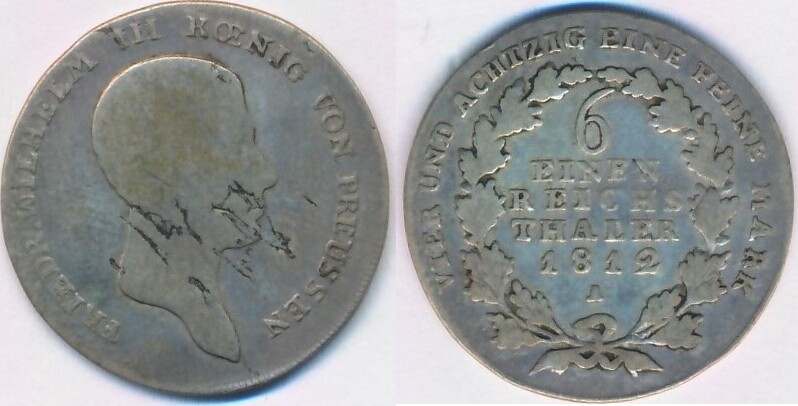 FRIEDR. WILHELM III KŒNIG VON PREUSSEN
VIER UND ACHTZIG EINE FEINE MARK
6
EINEN
REICHS
THALER
1812
A